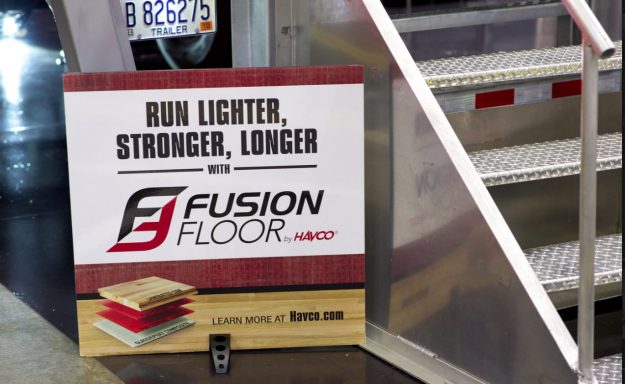 B 826275
TRAILER
RUN LIGHTER,
STRONGER, LONGER
WITH
FUSION
FLOOR by HAVCO®
LEARN MORE AT Havco.com